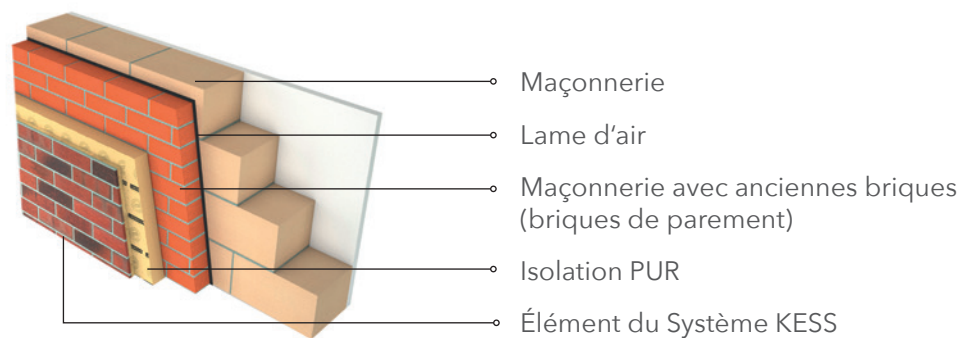 Maçonnerie
Lame d’air
Maçonnerie avec anciennes briques
(briques de parement)
Isolation PUR
Élément du Système KESS